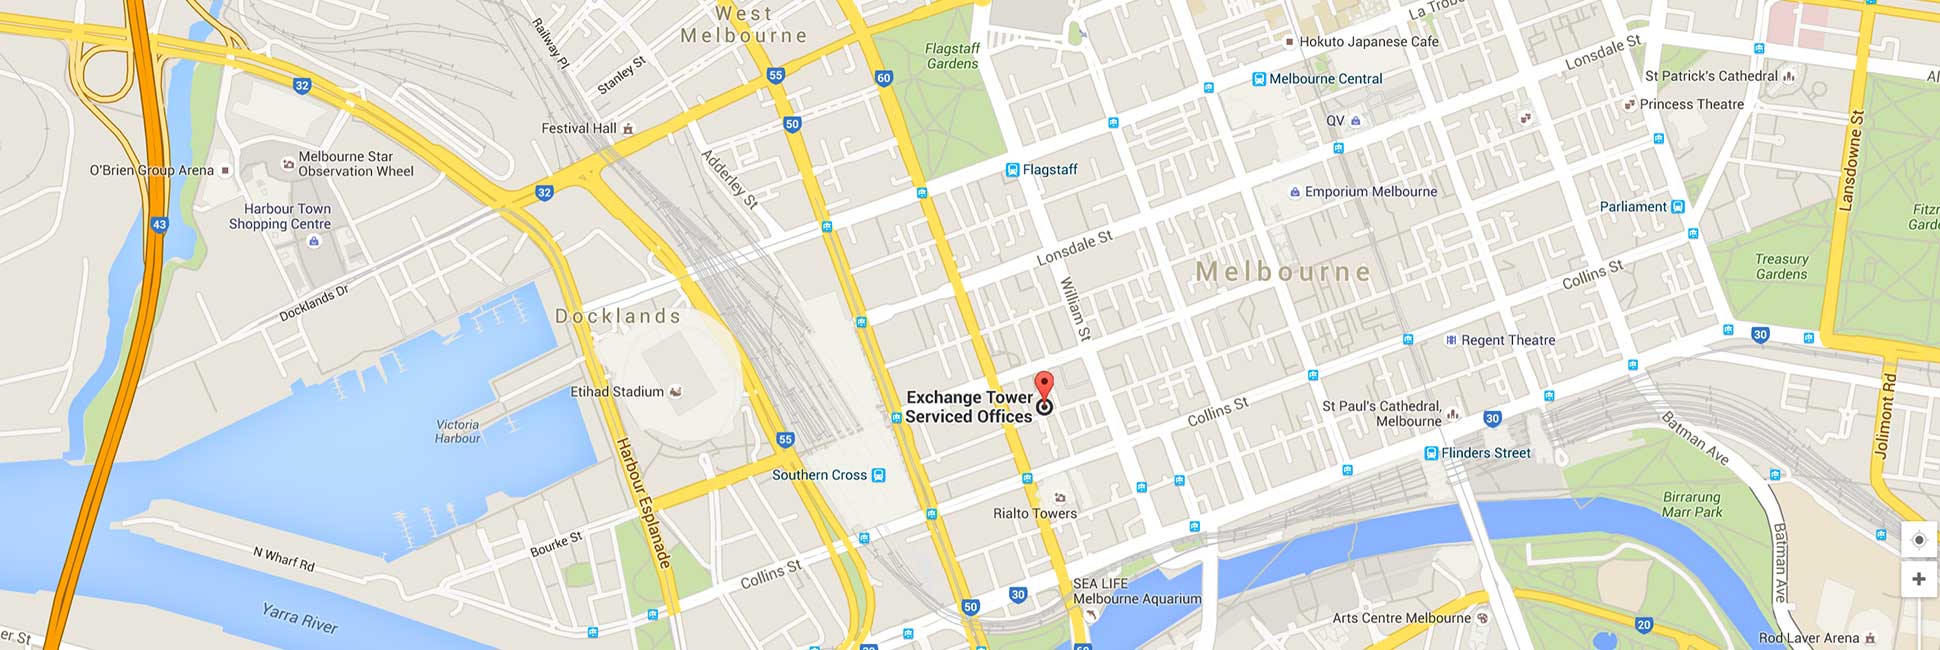 West
Melbourne
Railway Pl
Stanley St
Flagstaff
Gardens
Hokuto Japanese Cafe
Lonsdale St
Melbourne Central
St Patrick's Cathedral
Princess Theatre
32
55
60
50
QV
Festival Hall
O'Brien Group Arena
Melbourne Star
Observation Wheel
Adderley St
Flagstaff
Emporium Melbourne
Lansdowne St
32
43
Harbour Town
Shopping Centre
Parliament
Lonsdale St
Melbourne
Treasury
Gardens
Collins St
Docklands Dr
Docklands
William St
Regent Theatre
30
Etihad Stadium
Exchange Tower
Serviced Offices
Collins St
St Paul's Cathedral,
Melbourne
30
Jolimont Rd
Victoria
Harbour
55
Batman Ave
Flinders Street
Southern Cross
Harbour Esplanade
Rialto Towers
Birrarung
Marr Park
N Wharf Rd
Bourke St
Collins St
Batman Ave
SEA LIFE
Melbourne Aquarium
50
30
Yarra River
Arts Centre Melbourne
20
Rod Laver Arena